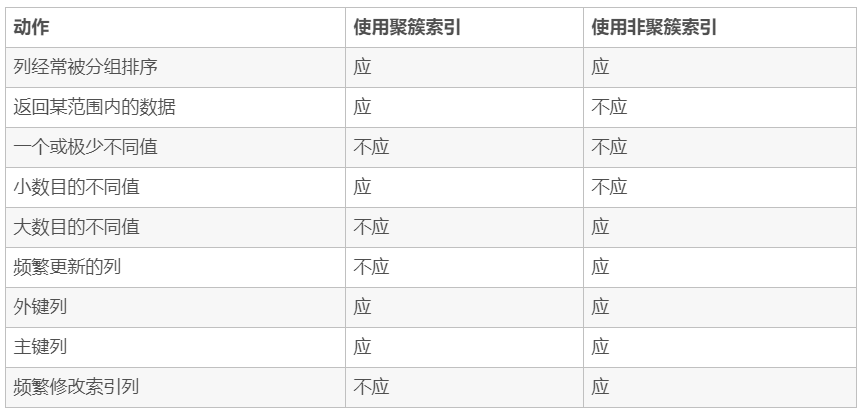 动作 使用聚簇索引 使用非聚簇索引
列经常被分组排序 应 应
返回某范围内的数据 应 不应
一个或极少不同值 不应 不应
小数目的不同值 应 不应
大数目的不同值 不应 应
频繁更新的列 不应 应
外键列 应 应
主键列 应 应
频繁修改索引列 不应 应